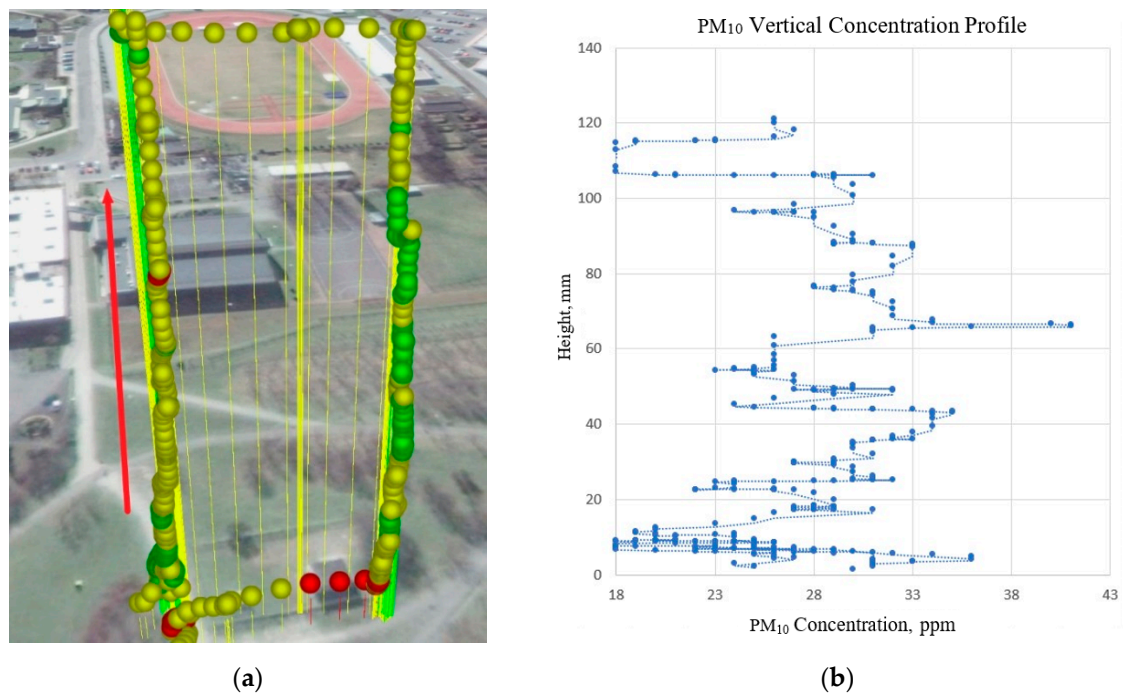 PM₁₀ Vertical Concentration Profile
140
120
100
80
60
40
20
0
Height, mm
18 23 28 33 38 43
PM₁₀ Concentration, ppm
(a) (b)